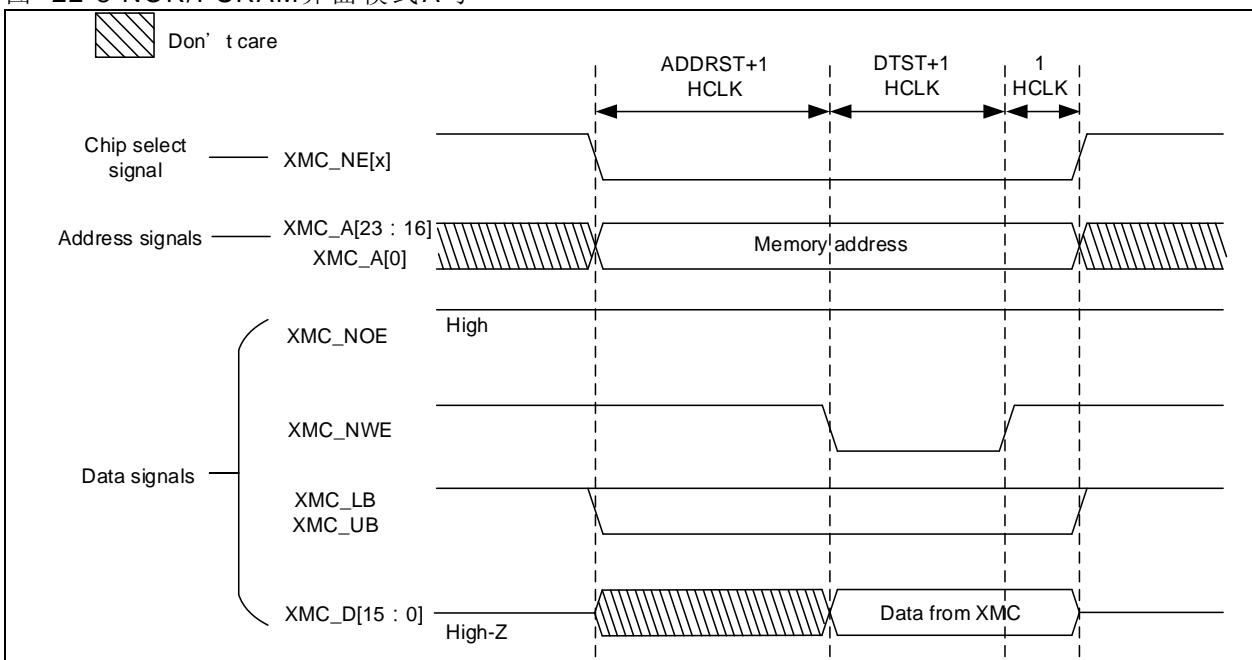 Don’t care
ADDRST+1
HCLK
DTST+1
HCLK
1
HCLK
Chip select
signal
XMC_NE[x]
Address signals
XMC_A[23：16]
XMC_A[0]
Memory address
XMC_NOE
High
XMC_NWE
Data signals
XMC_LB
XMC_UB
XMC_D[15：0]
High-Z
Data from XMC